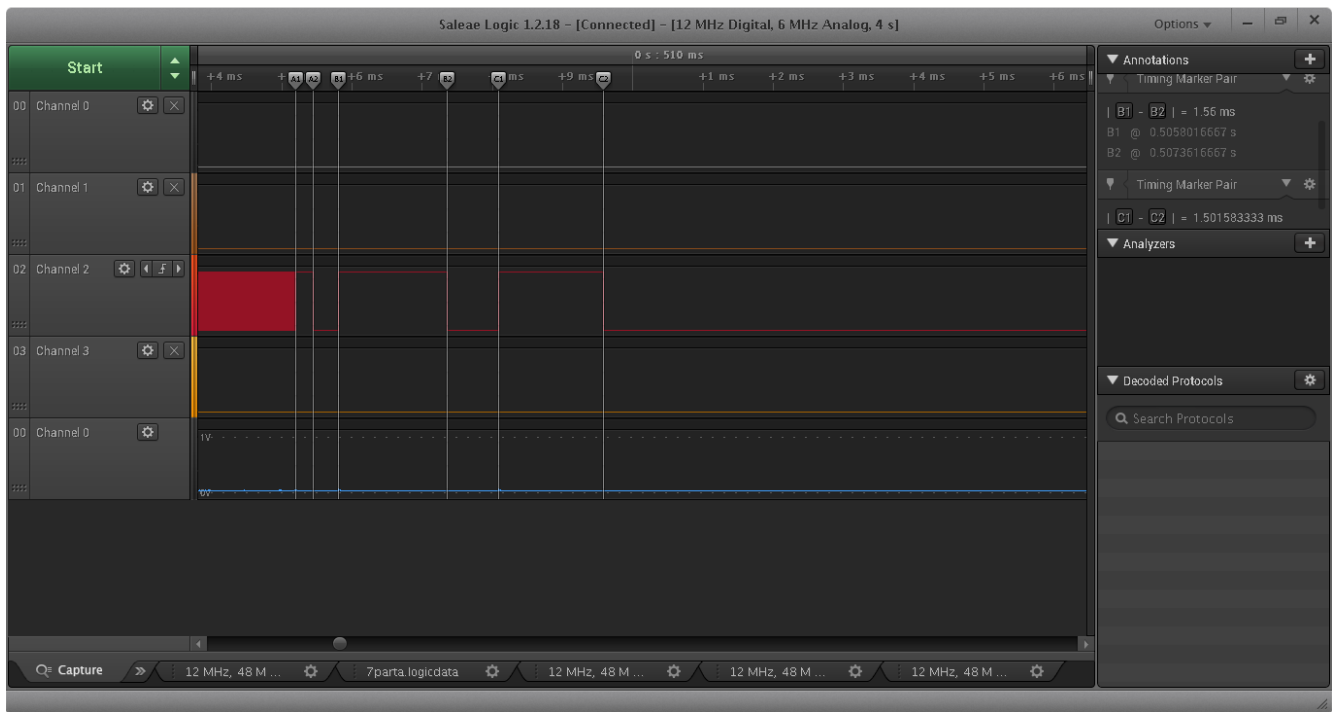 Saleae Logic 1.2.18 - [Connected] - [12 MHz Digital, 6 MHz Analog, 4 s]
Options
Start
0 s : 510 ms
+4 ms
A1 A2 B1 +6 ms
+7 B2 C1 ms
+9 ms C2
+1 ms +2 ms +3 ms +4 ms +5 ms +6 ms
Annotations
Timing Marker Pair
| B1 - B2 | = 1.56 ms
B1 @ 0.5058016667 s
B2 @ 0.5073616667 s
Timing Marker Pair
| C1 - C2 | = 1.501583333 ms
Analyzers
Decoded Protocols
Search Protocols
00 Channel 0
01 Channel 1
02 Channel 2
03 Channel 3
00 Channel 0
1V
0V
Capture
12 MHz, 48 M ...
7parta.logicdata
12 MHz, 48 M ...
12 MHz, 48 M ...
12 MHz, 48 M ...